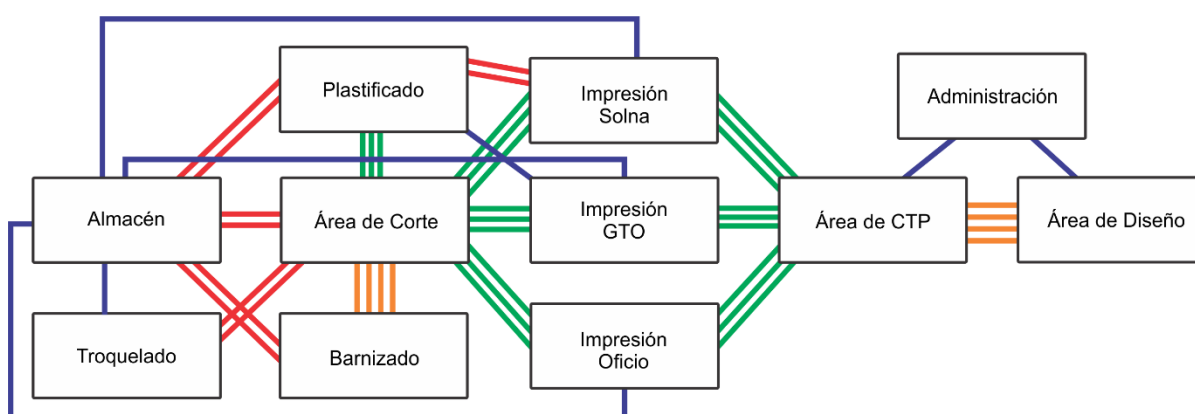 Plastificado
Impresión
Solna
Administración
Almacén
Área de Corte
Impresión
GTO
Área de CTP
Área de Diseño
Troquelado
Barnizado
Impresión
Oficio